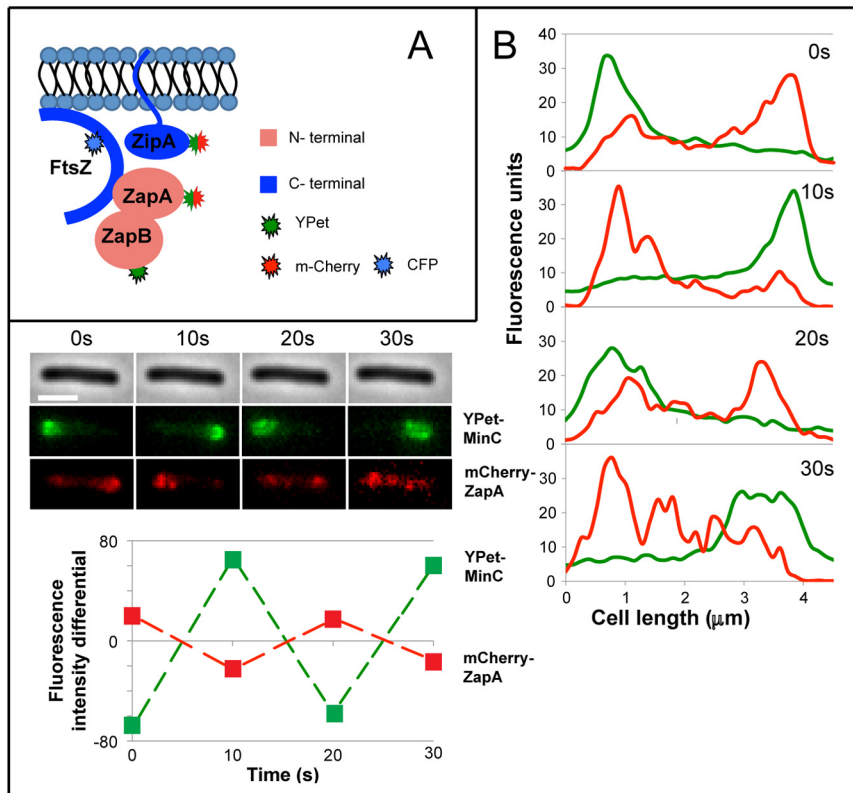 A
ZipA
FtsZ
ZapA
ZapB
N- terminal
C- terminal
YPet
m-Cherry
CFP
0s 10s 20s 30s
YPet-
MinC
mCherry-
ZapA
Fluorescence
intensity differential
80
0
-80
0 10 20 30
Time (s)
YPet-
MinC
mCherry-
ZapA
B
Fluorescence units
40
30
20
10
0
0s
40
30
20
10
0
10s
30
20
10
0
20s
40
30
20
10
0
30s
0 1 2 3 4
Cell length (μm)